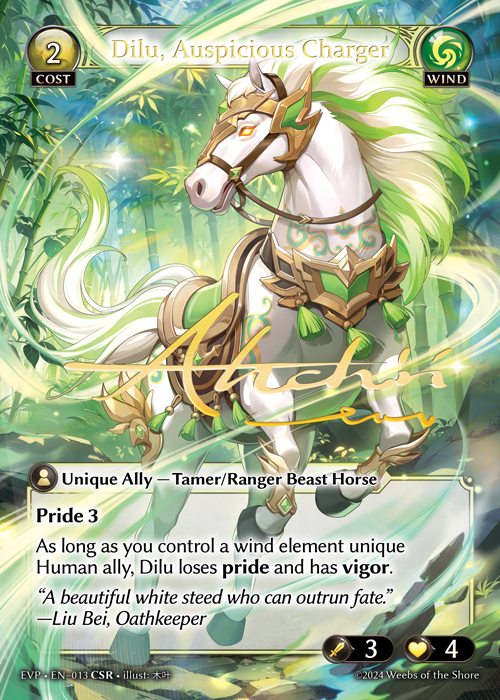 2
COST
Dilu, Auspicious Charger
WIND
Unique Ally — Tamer/Ranger Beast Horse
Pride 3
As long as you control a wind element unique
Human ally, Dilu loses pride and has vigor.
“A beautiful white steed who can outrun fate.”
—Liu Bei, Oathkeeper
3
4
EVP • EN-013 CSR • illust: 木叶
©2024 Weebs of the Shore